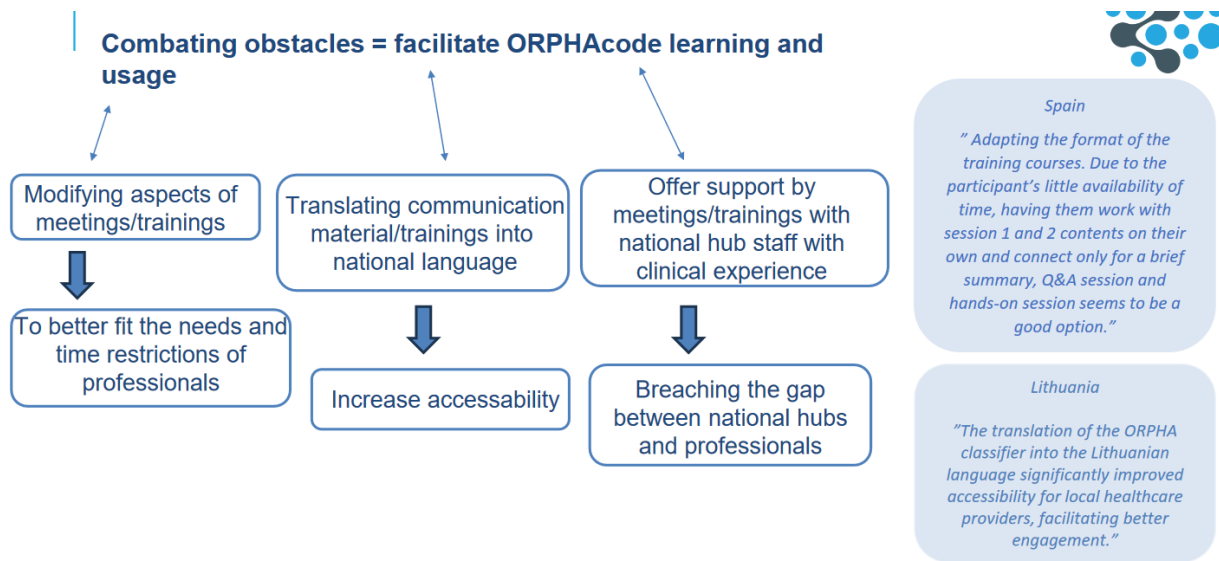 Combating obstacles = facilitate ORPHAcode learning and
usage
Modifying aspects of
meetings/trainings
To better fit the needs and
time restrictions of
professionals
Translating communication
material/trainings into
national language
Increase accessability
Offer support by
meetings/trainings with
national hub staff with
clinical experience
Breaching the gap
between national hubs
and professionals
Spain
” Adapting the format of the
training courses. Due to the
participant’s little availability of
time, having them work with
session 1 and 2 contents on their
own and connect only for a brief
summary, Q&A session and
hands-on session seems to be a
good option.”
Lithuania
”The translation of the ORPHA
classifier into the Lithuanian
language significantly improved
accessibility for local healthcare
providers, facilitating better
engagement.”